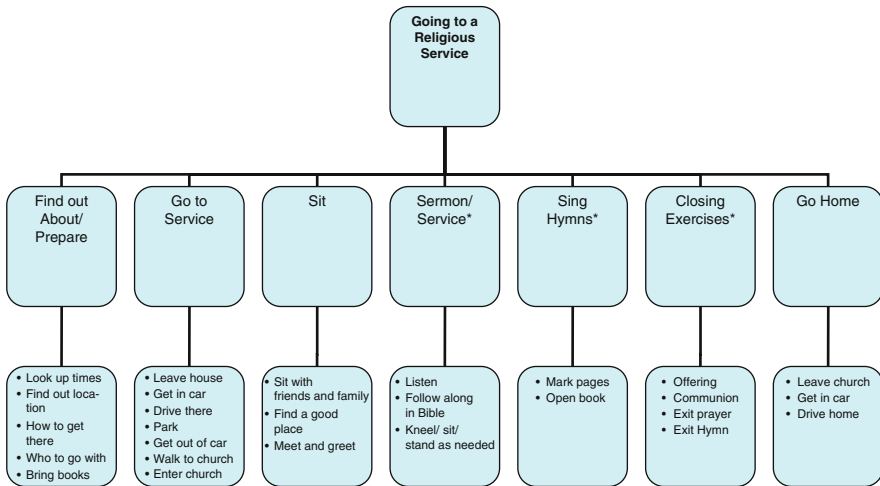 Going to a
Religious
Service
Find out
About/
Prepare
Go to
Service
Sit
Sermon/
Service*
Sing
Hymns*
Closing
Exercises*
Go Home
• Look up times
• Find out loca-
tion
• How to get
there
• Who to go with
• Bring books
• Leave house
• Get in car
• Drive there
• Park
• Get out of car
• Walk to church
• Enter church
• Sit with
friends and family
• Find a good
place
• Meet and greet
• Listen
• Follow along
in Bible
• Kneel/ sit/
stand as needed
• Mark pages
• Open book
• Offering
• Communion
• Exit prayer
• Exit Hymn
• Leave church
• Get in car
• Drive home